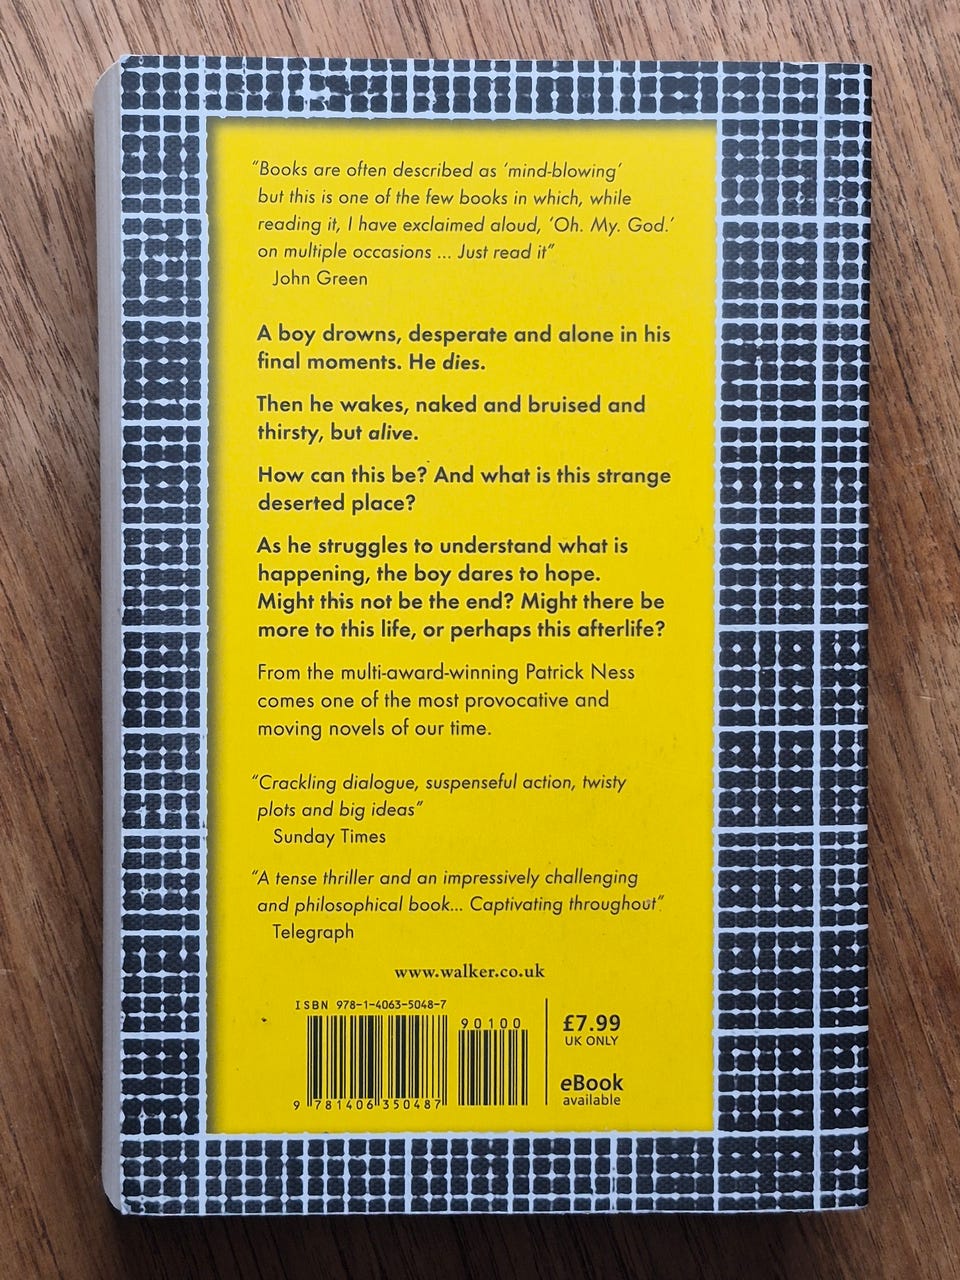 “Books are often described as ‘mind-blowing’
but this is one of the few books in which, while
reading it, I have exclaimed aloud, ‘Oh. My. God.’
on multiple occasions ... Just read it”
John Green
A boy drowns, desperate and alone in his
final moments. He dies.
Then he wakes, naked and bruised and
thirsty, but alive.
How can this be? And what is this strange
deserted place?
As he struggles to understand what is
happening, the boy dares to hope.
Might this not be the end? Might there be
more to this life, or perhaps this afterlife?
From the multi-award-winning Patrick Ness
comes one of the most provocative and
moving novels of our time.
“Crackling dialogue, suspenseful action, twisty
plots and big ideas”
Sunday Times
“A tense thriller and an impressively challenging
and philosophical book... Captivating throughout”
Telegraph
www.walker.co.uk
ISBN 978-1-4063-5048-7
90100
9 781406 350487
£7.99
UK ONLY
eBook
available